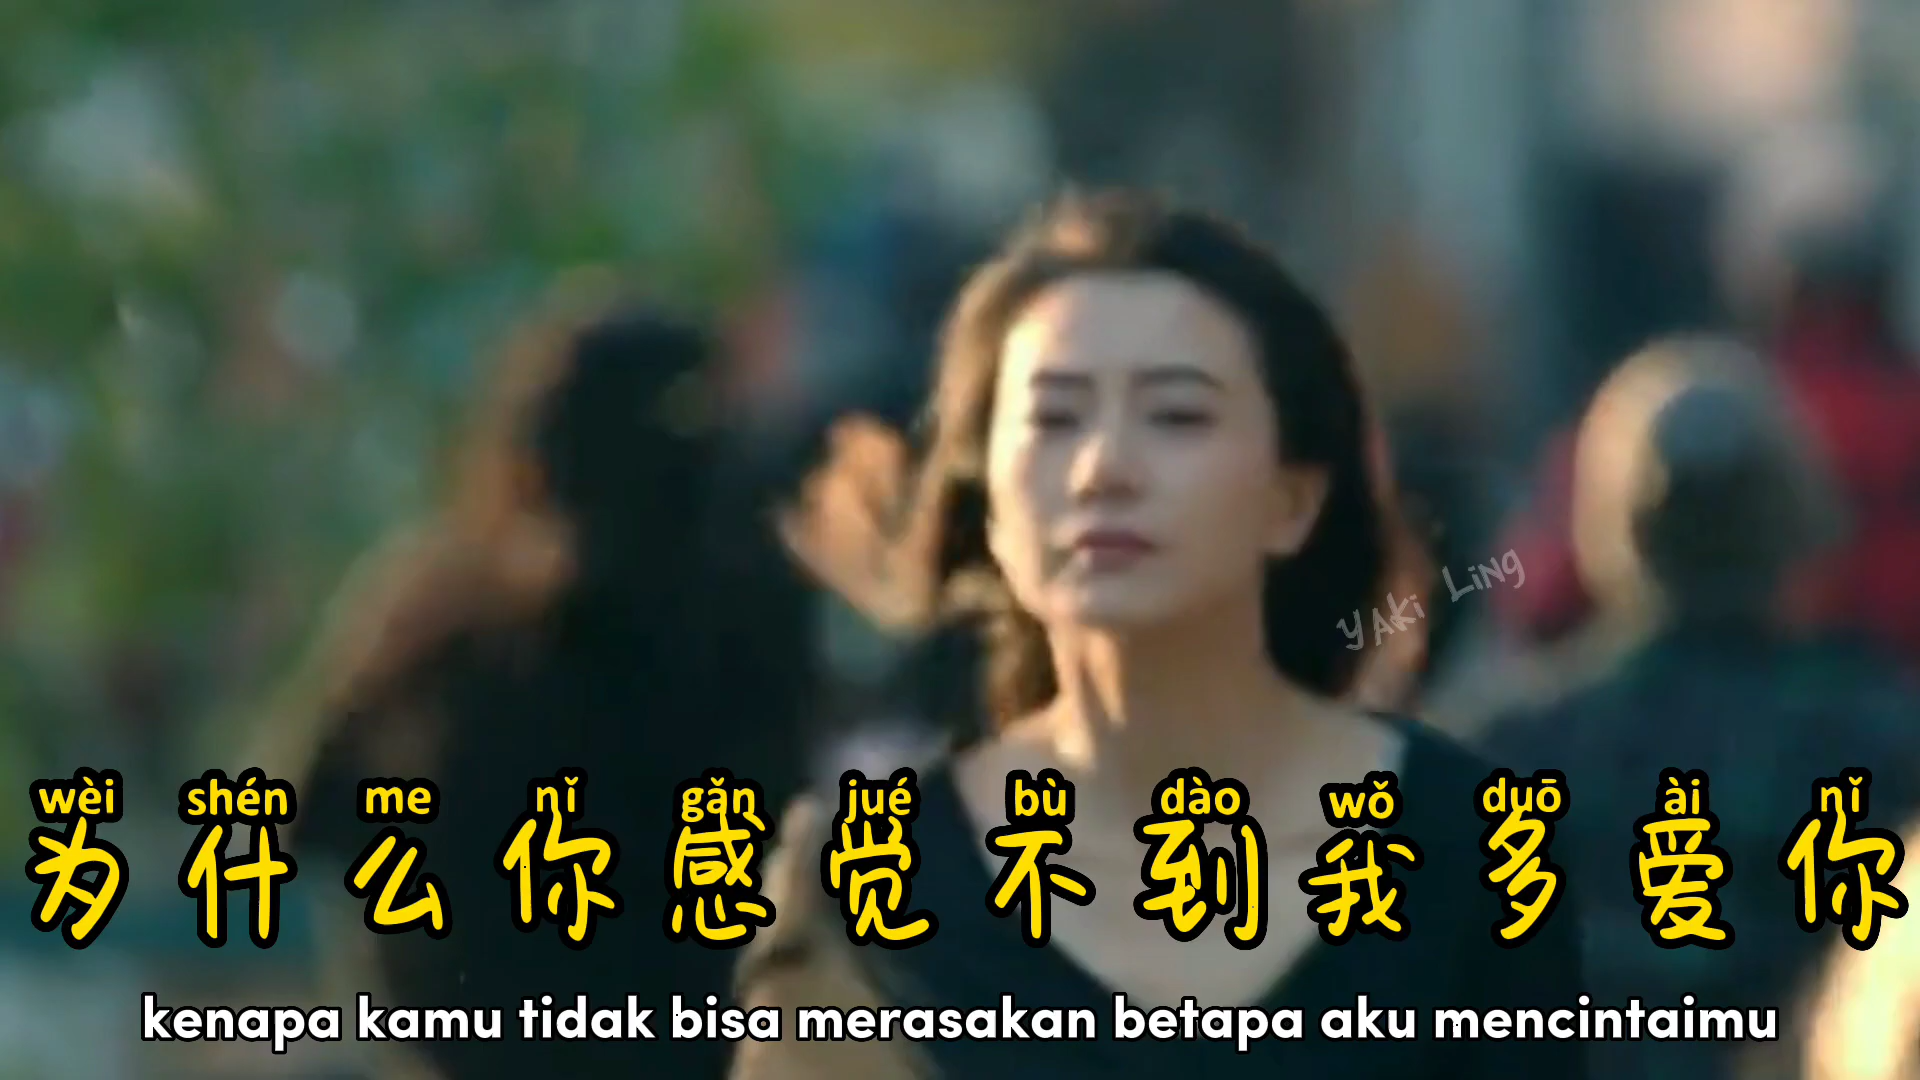 YAki LiNg
wèi shén me nǐ gǎn jué bù dào wǒ duō ài nǐ
为什么你感觉不到我多爱你
kenapa kamu tidak bisa merasakan betapa aku mencintaimu